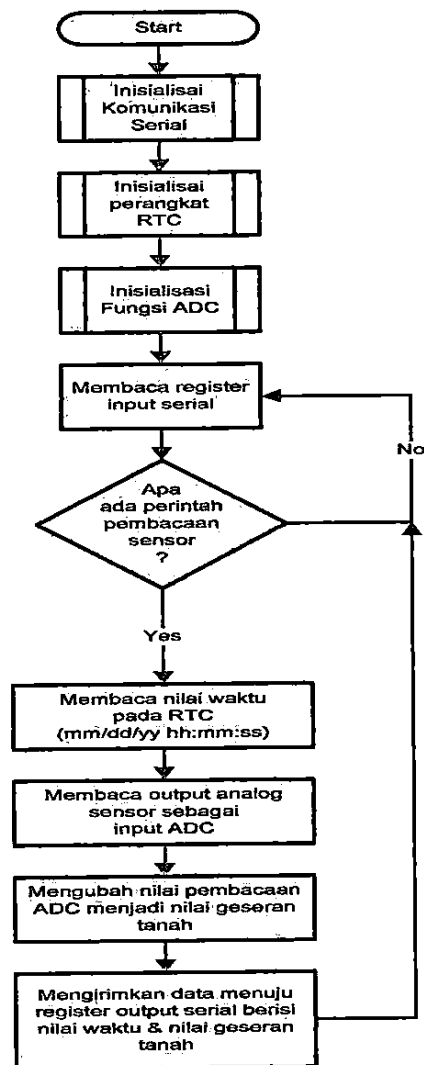 Start
Inisialisai
Komunikasi
Serial
Inisialisai
perangkat
RTC
Inisialisasi
Fungsi ADC
Membaca register
input serial
No
Apa
ada perintah
pembacaan
sensor
?
Yes
Membaca nilai waktu
pada RTC
(mm/dd/yy hh:mm:ss)
Membaca output analog
sensor sebagai
input ADC
Mengubah nilai pembacaan
ADC menjadi nilai geseran
tanah
Mengirimkan data menuju
register output serial berisi
nilai waktu & nilai geseran
tanah